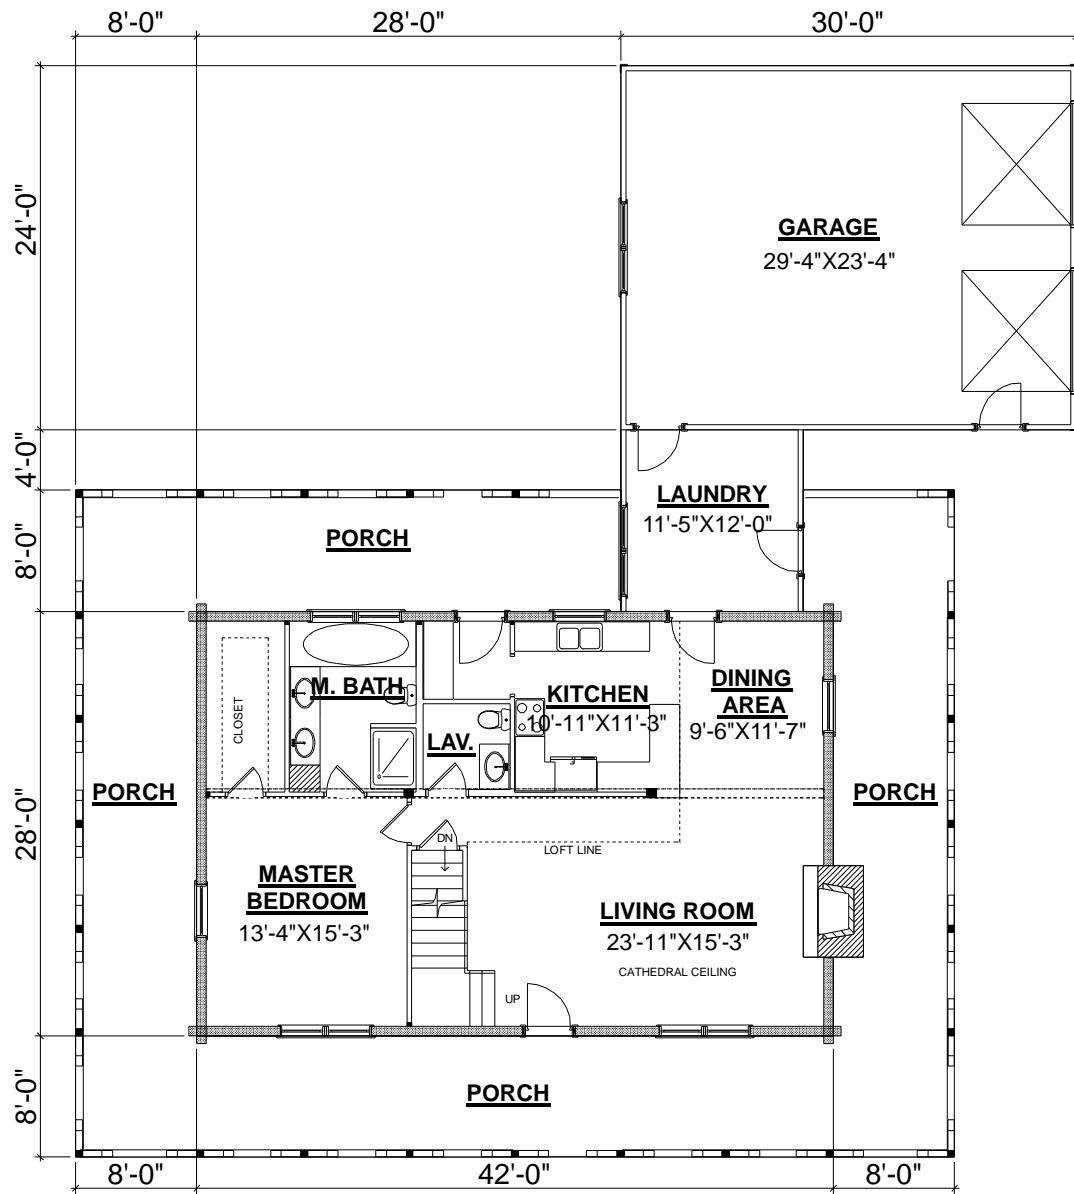 8'-0"
28'-0"
30'-0"
24'-0"
GARAGE
29'-4"X23'-4"
4'-0"
LAUNDRY
11'-5"X12'-0"
8'-0"
PORCH
M. BATH
KITCHEN
10'-11"X11'-3"
DINING
AREA
9'-6"X11'-7"
CLOSET
LAV.
PORCH
PORCH
28'-0"
DN
LOFT LINE
MASTER
BEDROOM
13'-4"X15'-3"
LIVING ROOM
23'-11"X15'-3"
CATHEDRAL CEILING
UP
8'-0"
PORCH
8'-0"
42'-0"
8'-0"